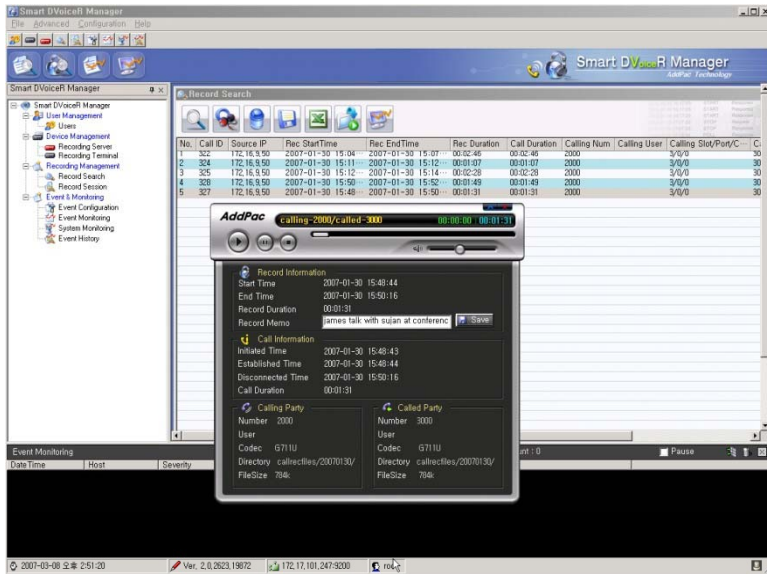 Smart DVoiceR Manager
File Advanced Configuration Help
Smart DVoiceR Manager
AddPac Technology
Smart DVoiceR Manager
Smart DVoiceR Manager
User Management
Users
Device Management
Recording Server
Recording Terminal
Recording Management
Record Search
Record Session
Event & Monitoring
Event Configuration
Event Monitoring
System Monitoring
Event History
Record Search
No. Call ID Source IP Rec StartTime Rec EndTime Rec Duration Call Duration Calling Num Calling User Calling Slot/Port/C...
1 322 172,16,9,50 2007-01-30 15:04... 2007-01-30 15:07... 00:02:46 00:02:46 2000 3/0/0 30
2 324 172,16,9,50 2007-01-30 15:11... 2007-01-30 15:12... 00:01:07 00:01:07 2000 3/0/0 30
3 325 172,16,9,50 2007-01-30 15:12... 2007-01-30 15:14... 00:02:28 00:02:28 2000 3/0/0 30
4 328 172,16,9,50 2007-01-30 15:50... 2007-01-30 15:52... 00:01:49 00:01:49 2000 3/0/0 30
5 327 172,16,9,50 2007-01-30 15:48... 2007-01-30 15:50... 00:01:31 00:01:31 2000 3/0/0 30
AddPac calling-2000/called-3000 00:00:00 00:01:31
Record Information
Start Time 2007-01-30 15:48:44
End Time 2007-01-30 15:50:16
Record Duration 00:01:31
Record Memo james talk with sujan at conferenc Save
Call Information
Initiated Time 2007-01-30 15:48:43
Established Time 2007-01-30 15:48:44
Disconnected Time 2007-01-30 15:50:16
Call Duration 00:01:31
Calling Party
Number 2000
User
Codec G711U
Directory callrecfiles/20070130/
FileSize 784k
Called Party
Number 3000
User
Codec G711U
Directory callrecfiles/20070130/
FileSize 784k
Event Monitoring
: 0 Pause
DateTime Host Severity
2007-03-08 오후 2:51:20 Ver, 2,0,2623,19872 172,17,101,247:9200